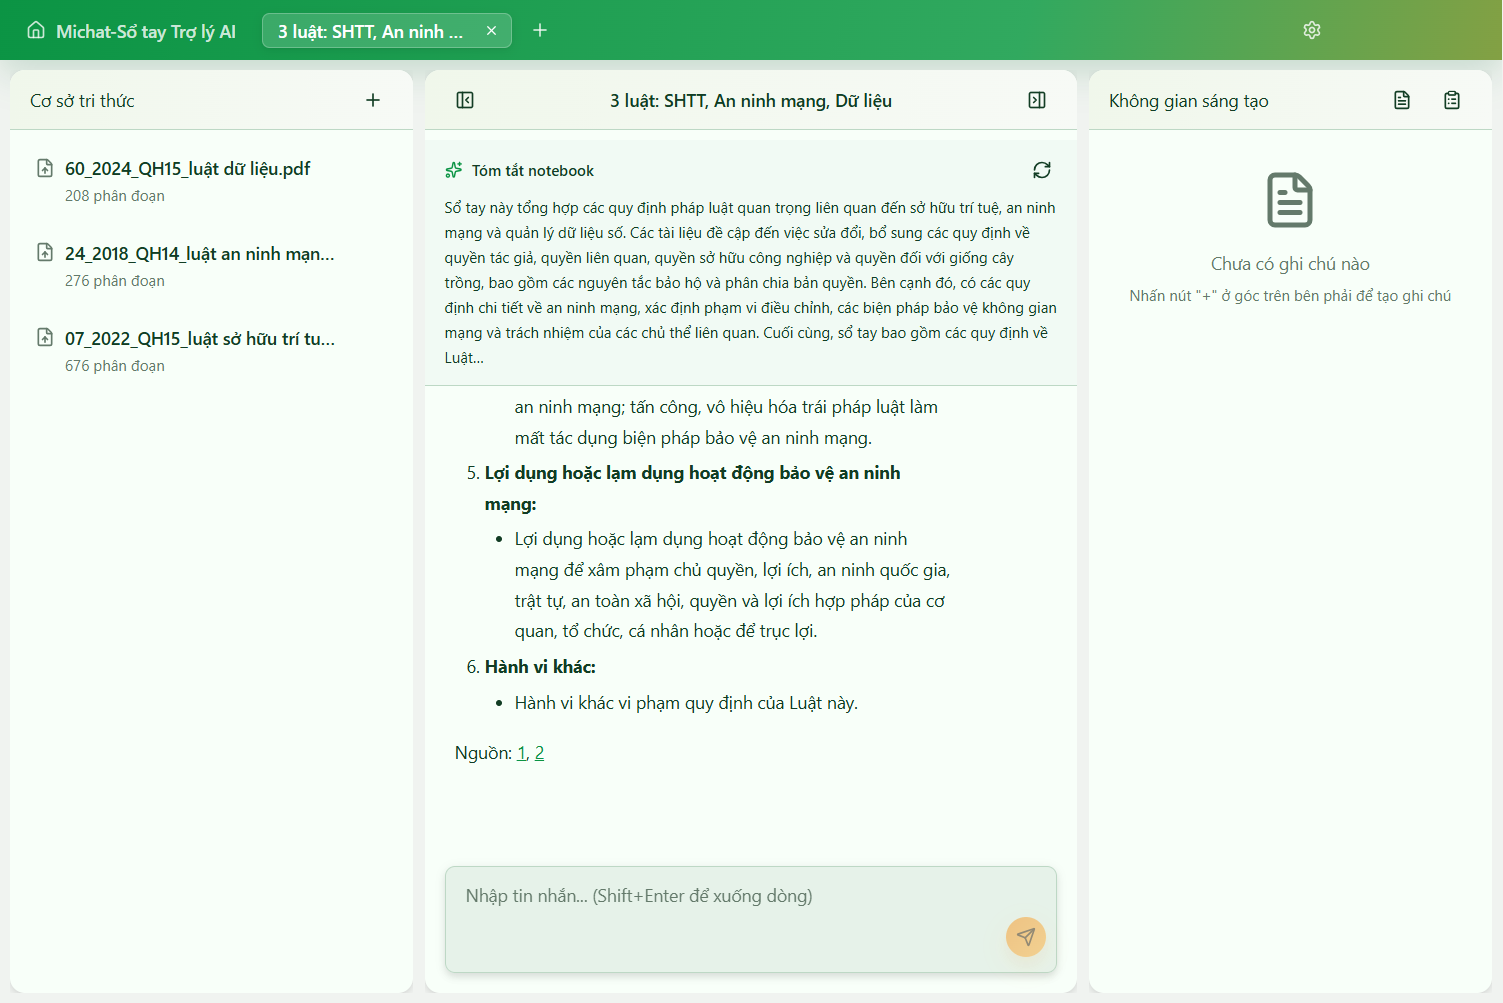 Michat-Sổ tay Trợ lý AI
3 luật: SHTT, An ninh ...
Cơ sở tri thức
60_2024_QH15_luật dữ liệu.pdf
208 phân đoạn
24_2018_QH14_luật an ninh mạn...
276 phân đoạn
07_2022_QH15_luật sở hữu trí tu...
676 phân đoạn
3 luật: SHTT, An ninh mạng, Dữ liệu
Tóm tắt notebook
Sổ tay này tổng hợp các quy định pháp luật quan trọng liên quan đến sở hữu trí tuệ, an ninh
mạng và quản lý dữ liệu số. Các tài liệu đề cập đến việc sửa đổi, bổ sung các quy định về
quyền tác giả, quyền liên quan, quyền sở hữu công nghiệp và quyền đối với giống cây
trồng, bao gồm các nguyên tắc bảo hộ và phân chia bản quyền. Bên cạnh đó, có các quy
định chi tiết về an ninh mạng, xác định phạm vi điều chỉnh, các biện pháp bảo vệ không gian
mạng và trách nhiệm của các chủ thể liên quan. Cuối cùng, sổ tay bao gồm các quy định về
Luật...
an ninh mạng; tấn công, vô hiệu hóa trái pháp luật làm
mất tác dụng biện pháp bảo vệ an ninh mạng.
5. Lợi dụng hoặc lạm dụng hoạt động bảo vệ an ninh
mạng:
• Lợi dụng hoặc lạm dụng hoạt động bảo vệ an ninh
mạng để xâm phạm chủ quyền, lợi ích, an ninh quốc gia,
trật tự, an toàn xã hội, quyền và lợi ích hợp pháp của cơ
quan, tổ chức, cá nhân hoặc để trục lợi.
6. Hành vi khác:
• Hành vi khác vi phạm quy định của Luật này.
Nguồn: 1, 2
Nhập tin nhắn... (Shift+Enter để xuống dòng)
Không gian sáng tạo
Chưa có ghi chú nào
Nhấn nút "+" ở góc trên bên phải để tạo ghi chú